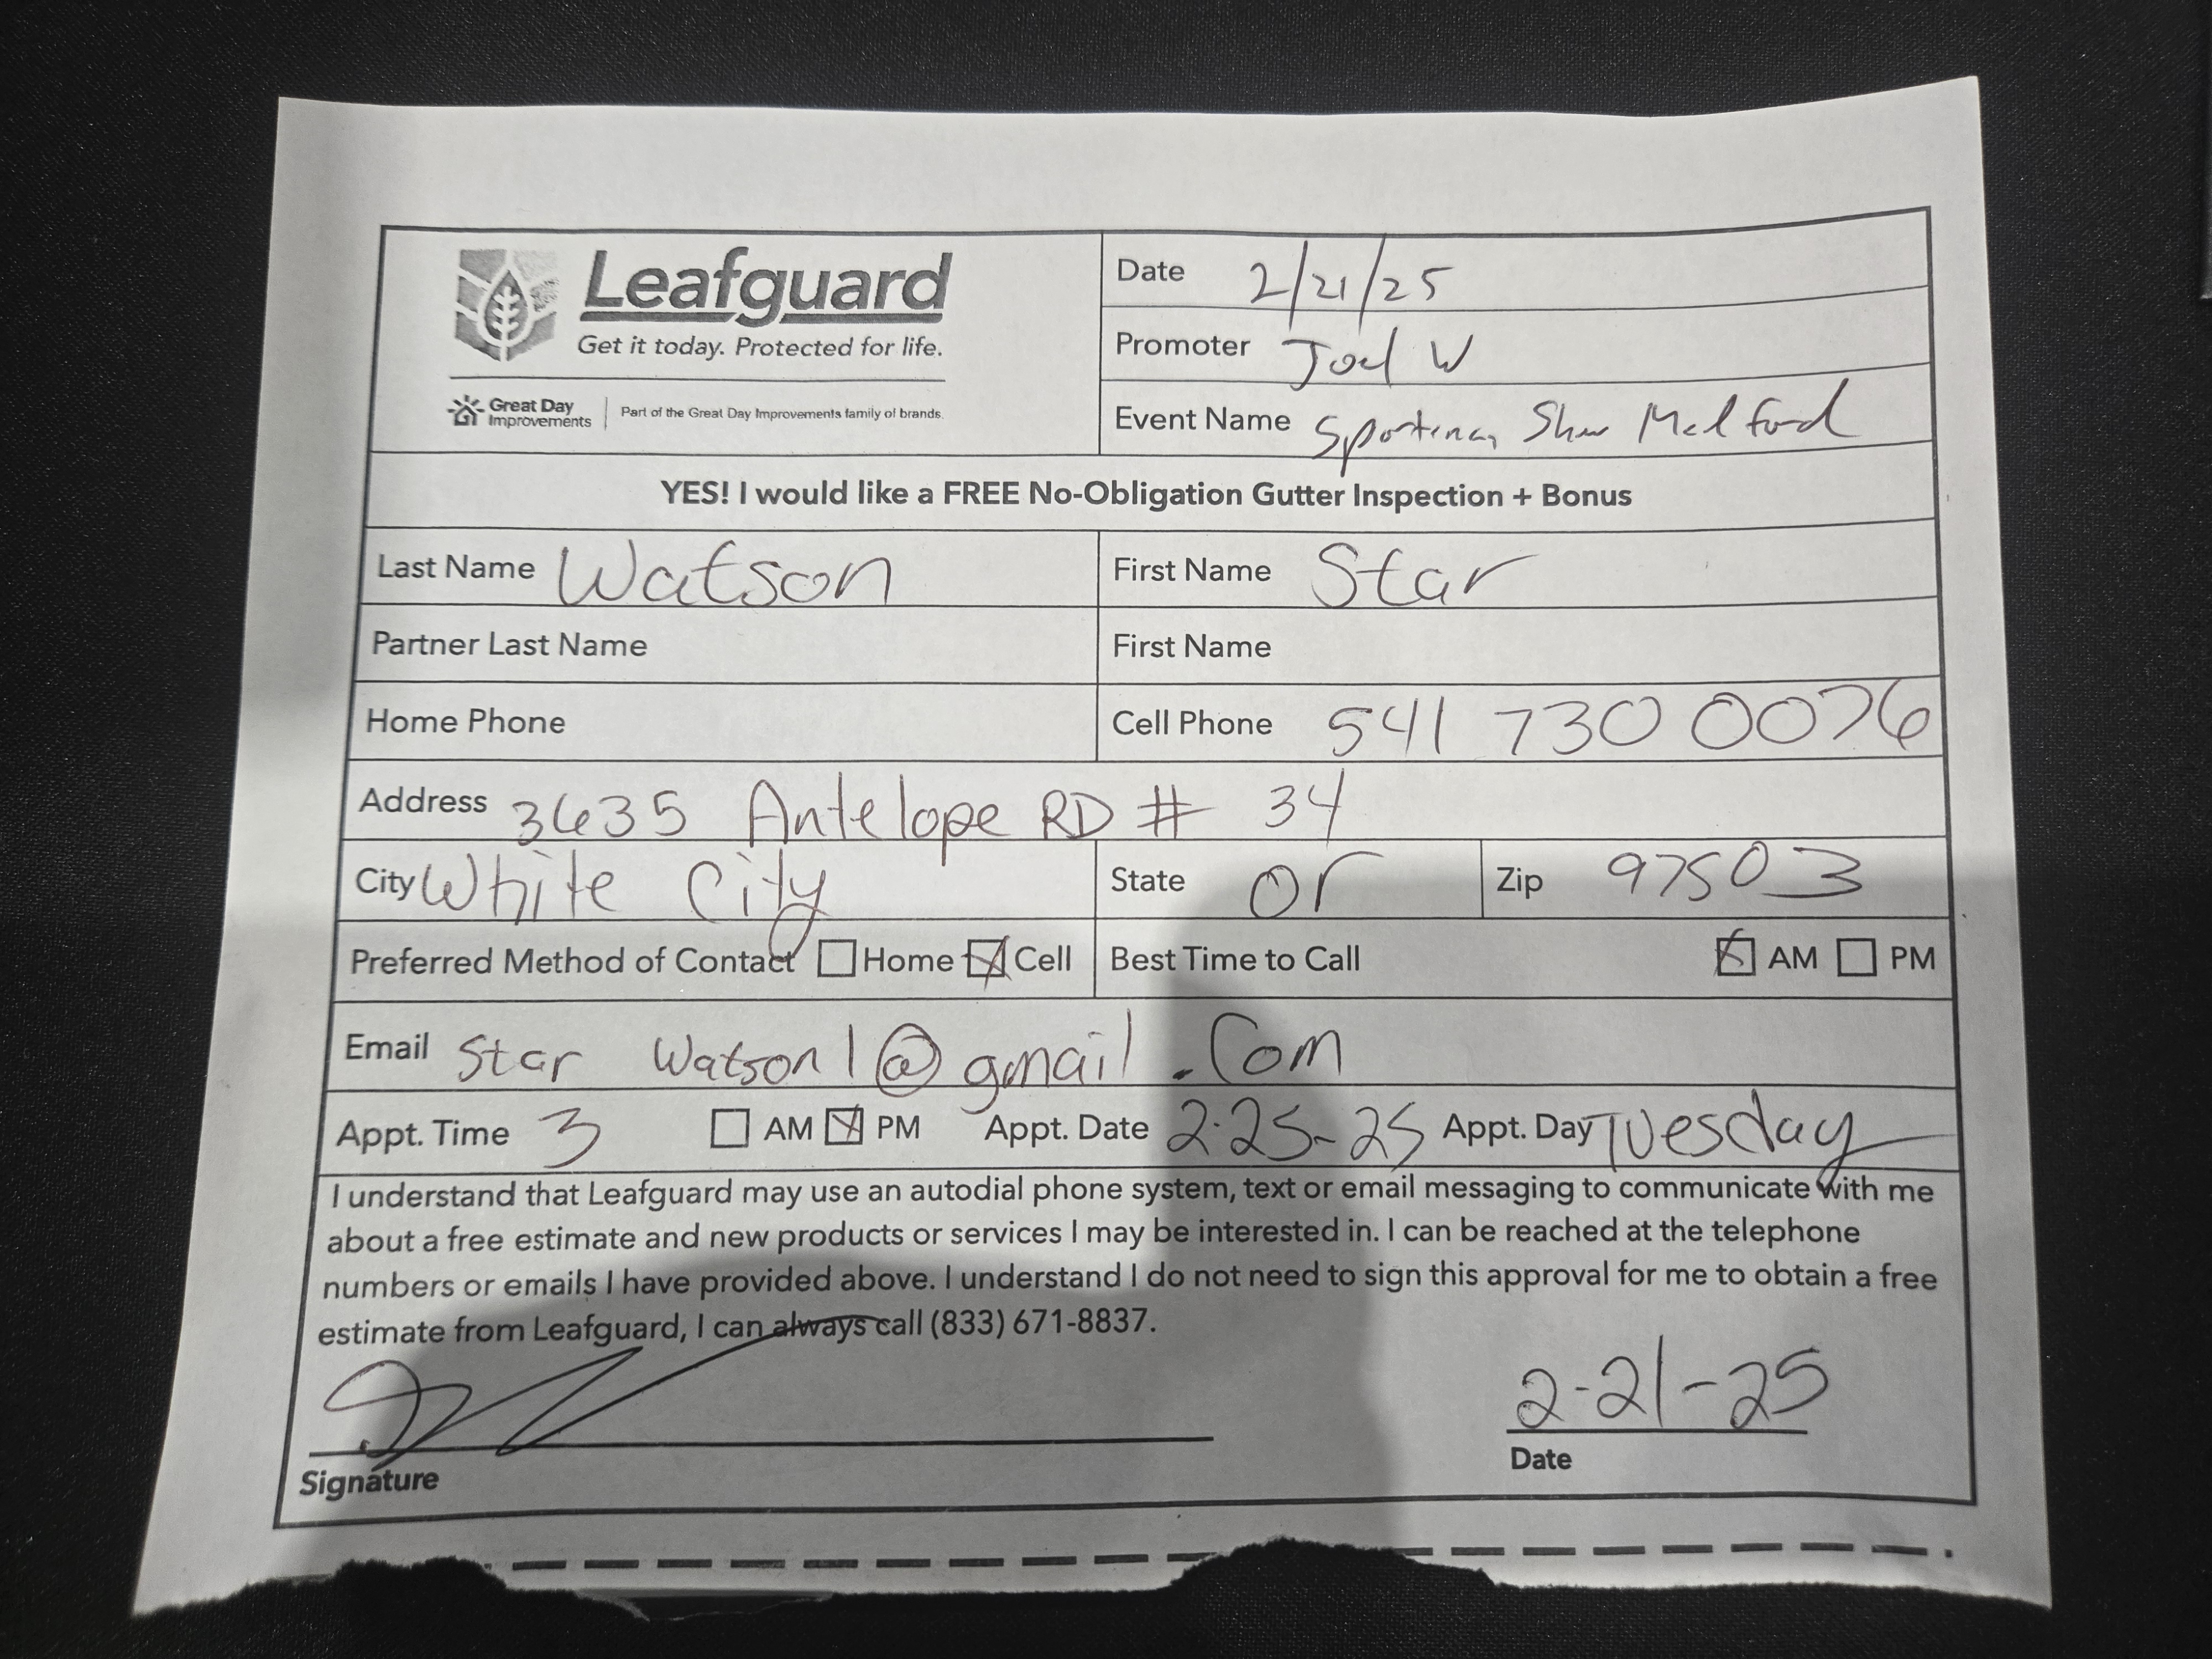 Leafguard
Get it today. Protected for life.
Great Day Improvements | Part of the Great Day Improvements family of brands.
Date 2/21/25
Promoter Joel W
Event Name Sporting Show Medford
YES! I would like a FREE No-Obligation Gutter Inspection + Bonus
Last Name Watson First Name Star
Partner Last Name First Name
Home Phone Cell Phone 541 730 0076
Address 3635 Antelope RD # 34
City White City State Or Zip 97503
Preferred Method of Contact Home Cell Best Time to Call AM PM
Email Star Watson1@gmail.com
Appt. Time 3 AM PM Appt. Date 2-25-25 Appt. Day Tuesday
I understand that Leafguard may use an autodial phone system, text or email messaging to communicate with me
about a free estimate and new products or services I may be interested in. I can be reached at the telephone
numbers or emails I have provided above. I understand I do not need to sign this approval for me to obtain a free
estimate from Leafguard, I can always call (833) 671-8837.
2-21-25
Signature Date